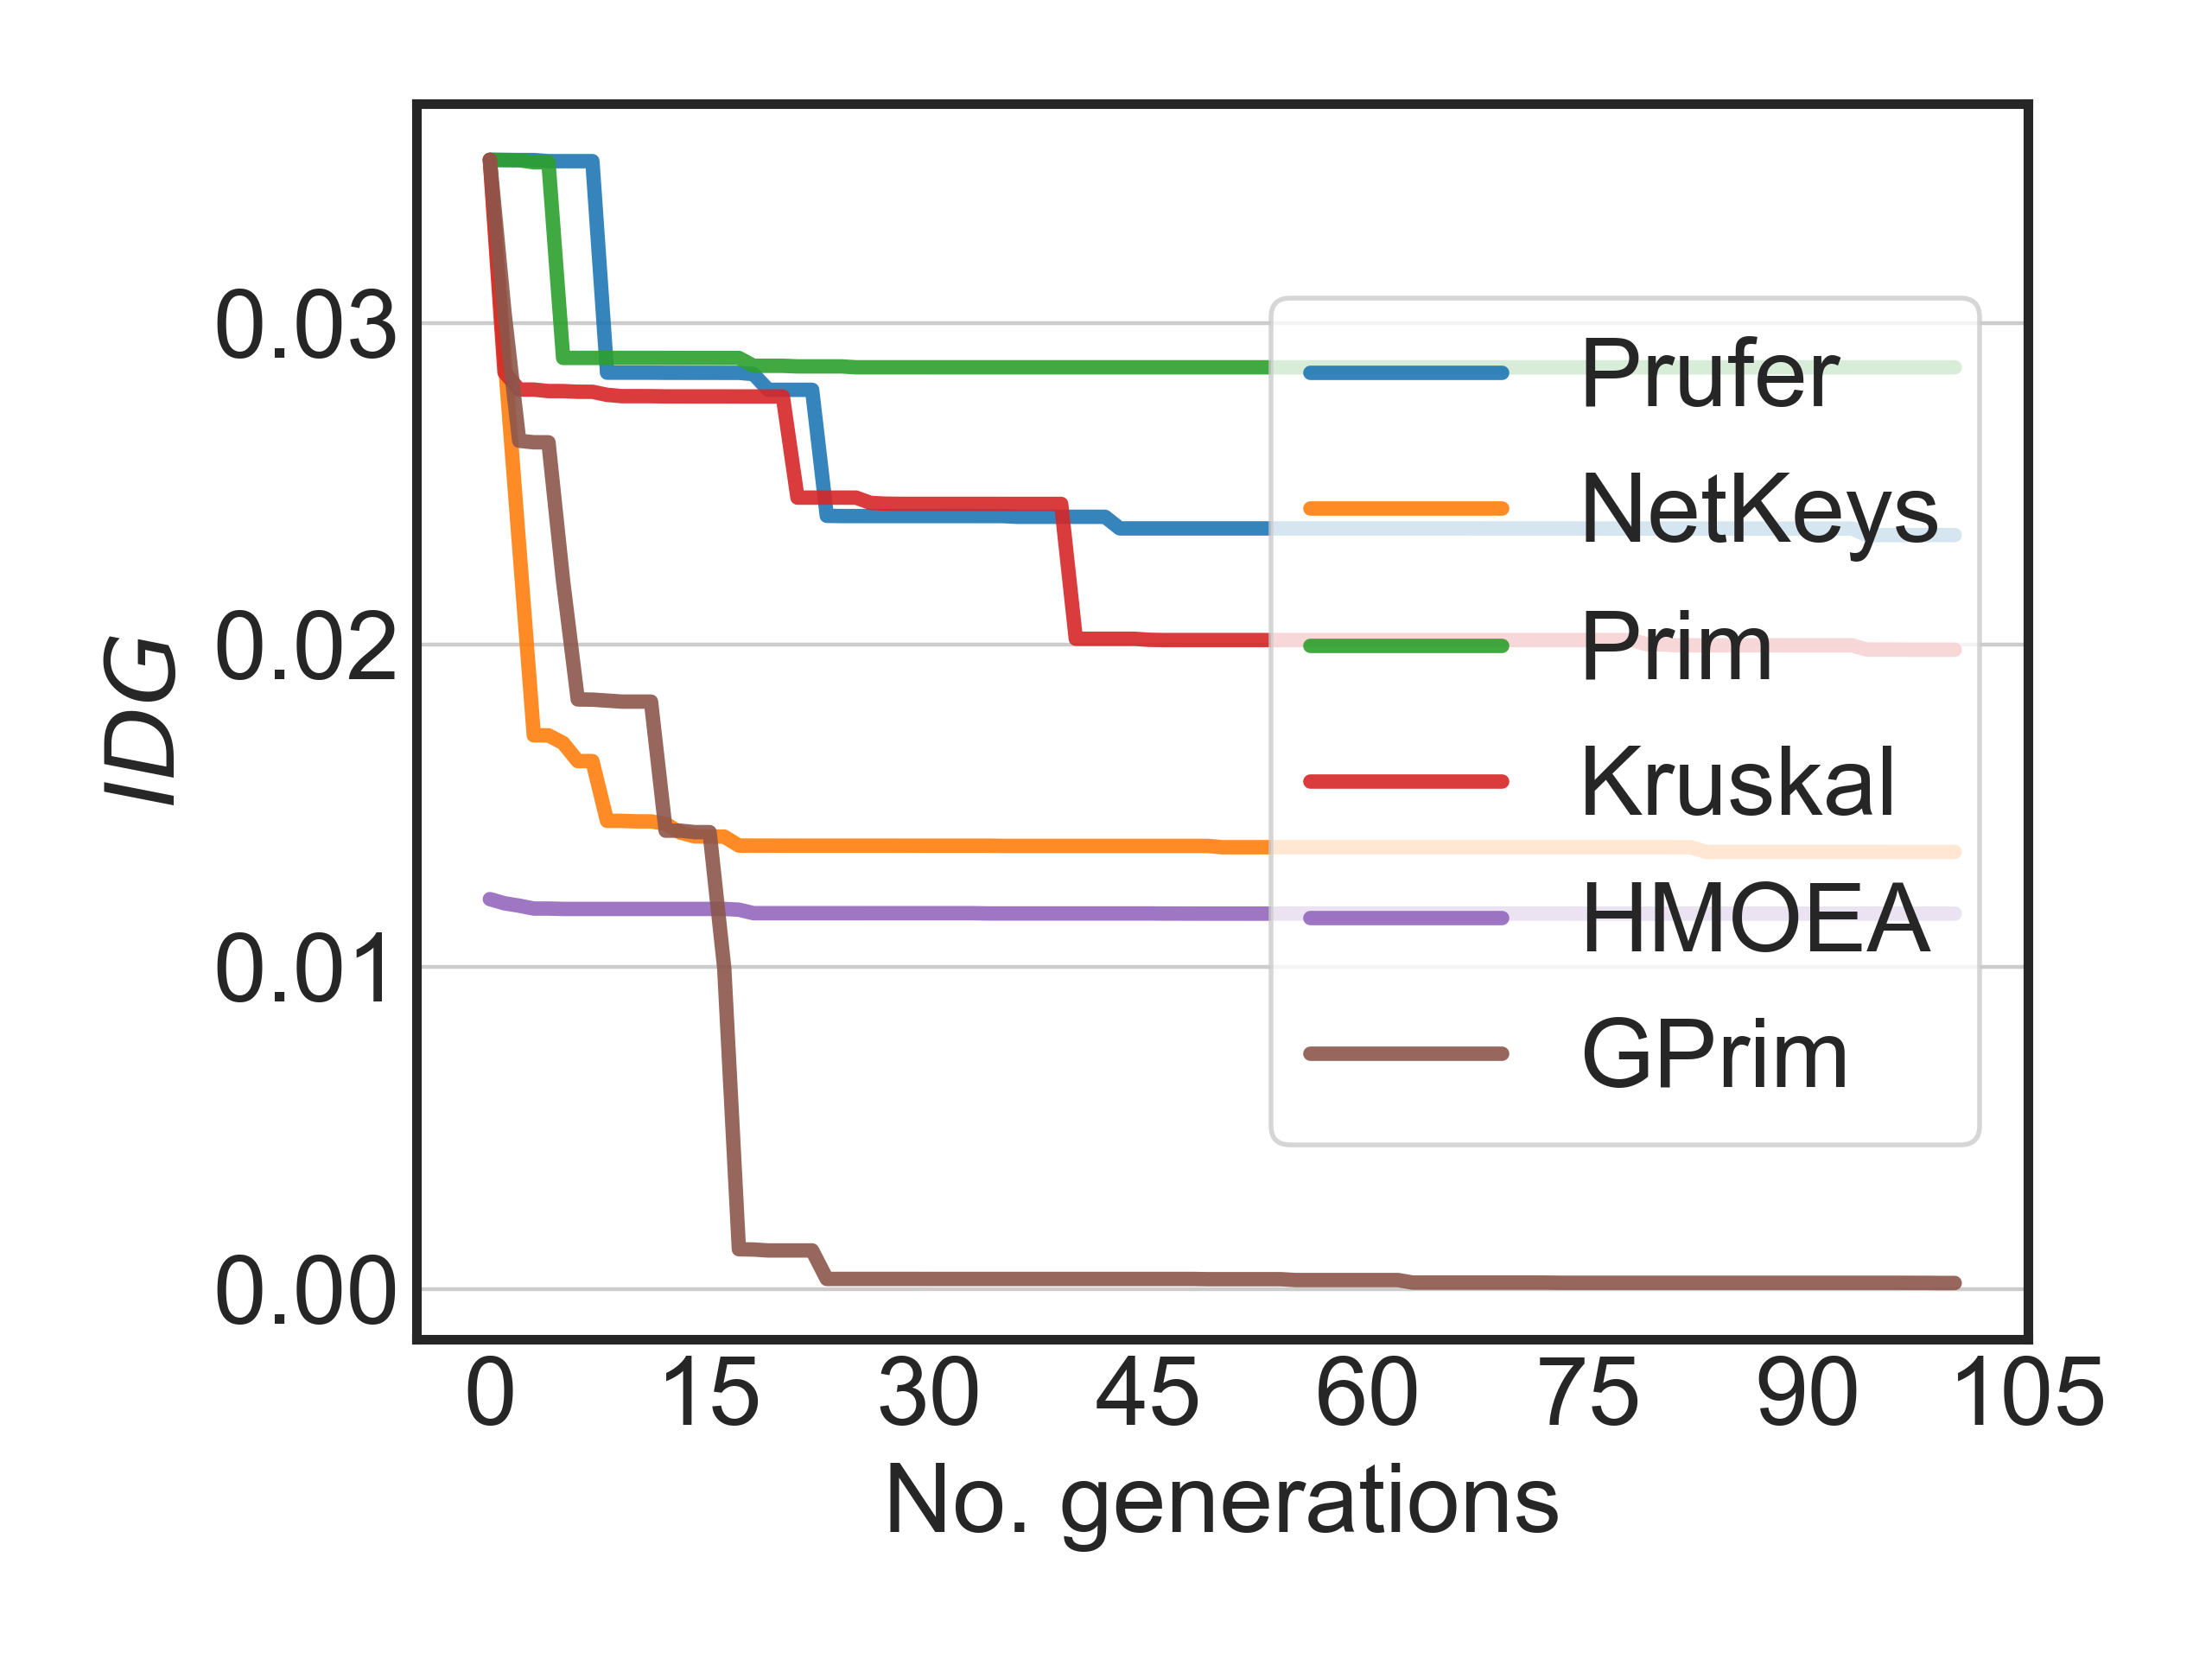 IDG
0.03
0.02
0.01
0.00
0 15 30 45 60 75 90 105
No. generations
Prufer
NetKeys
Prim
Kruskal
HMOEA
GPrim